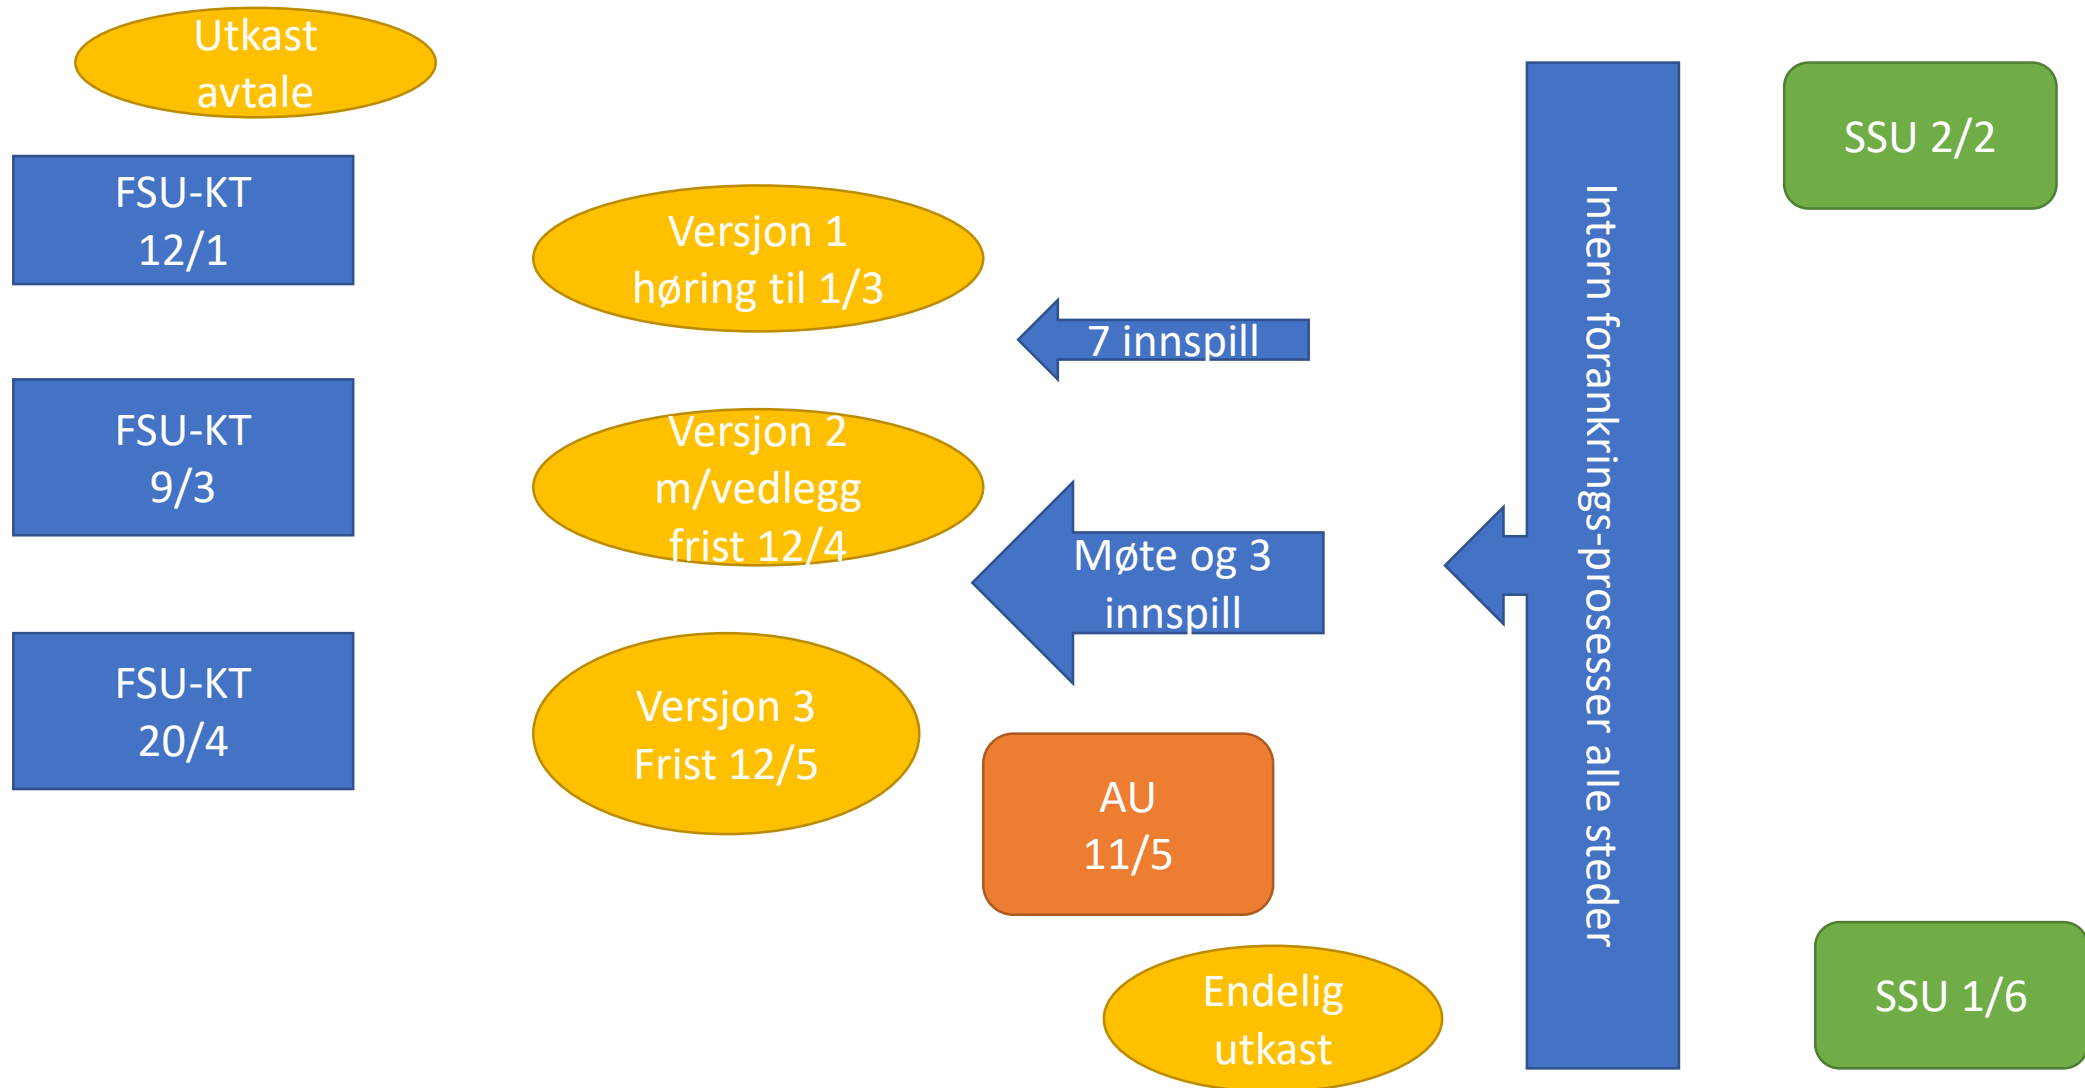 Utkast
avtale
FSU-KT
12/1
Versjon 1
høring til 1/3
7 innspill
FSU-KT
9/3
Versjon 2
m/vedlegg
frist 12/4
Møte og 3
innspill
FSU-KT
20/4
Versjon 3
Frist 12/5
AU
11/5
Endelig
utkast
Intern forankrings-prosesser alle steder
SSU 2/2
SSU 1/6